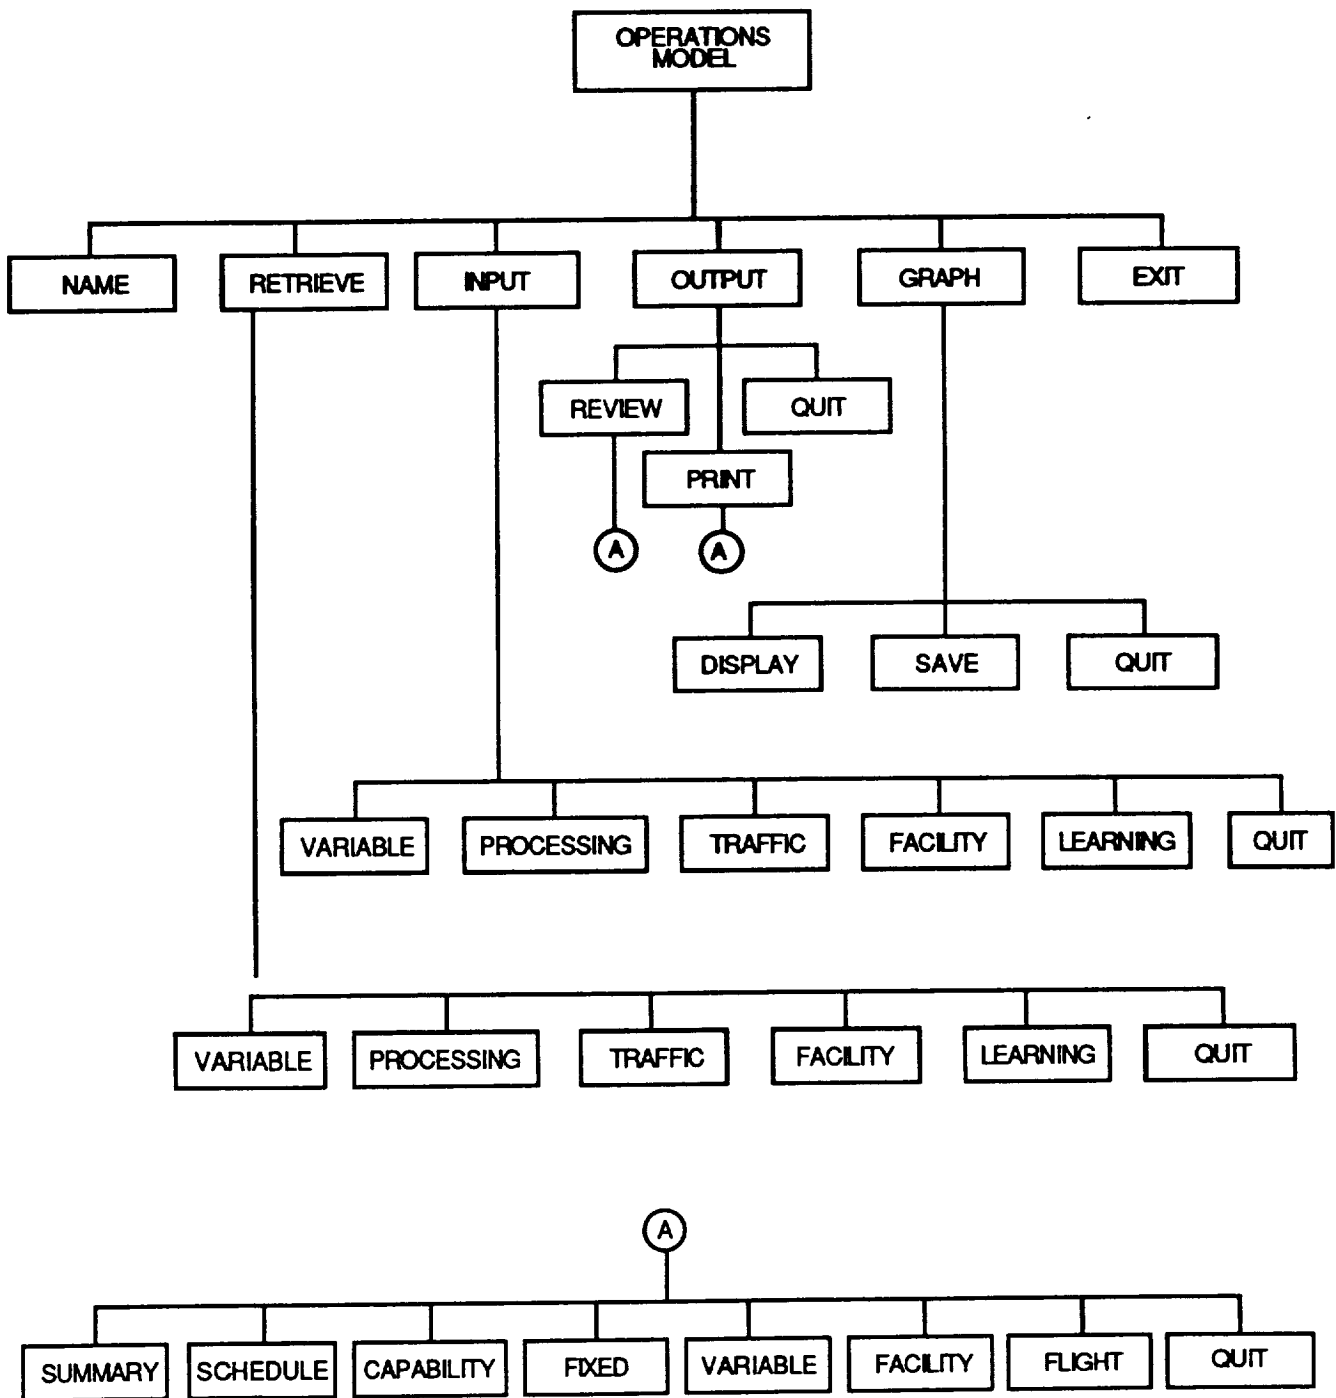 OPERATIONS
MODEL
NAME
RETRIEVE
INPUT
OUTPUT
GRAPH
EXIT
REVIEW
QUIT
PRINT
A
A
DISPLAY
SAVE
QUIT
VARIABLE
PROCESSING
TRAFFIC
FACILITY
LEARNING
QUIT
VARIABLE
PROCESSING
TRAFFIC
FACILITY
LEARNING
QUIT
A
SUMMARY
SCHEDULE
CAPABILITY
FIXED
VARIABLE
FACILITY
FLIGHT
QUIT